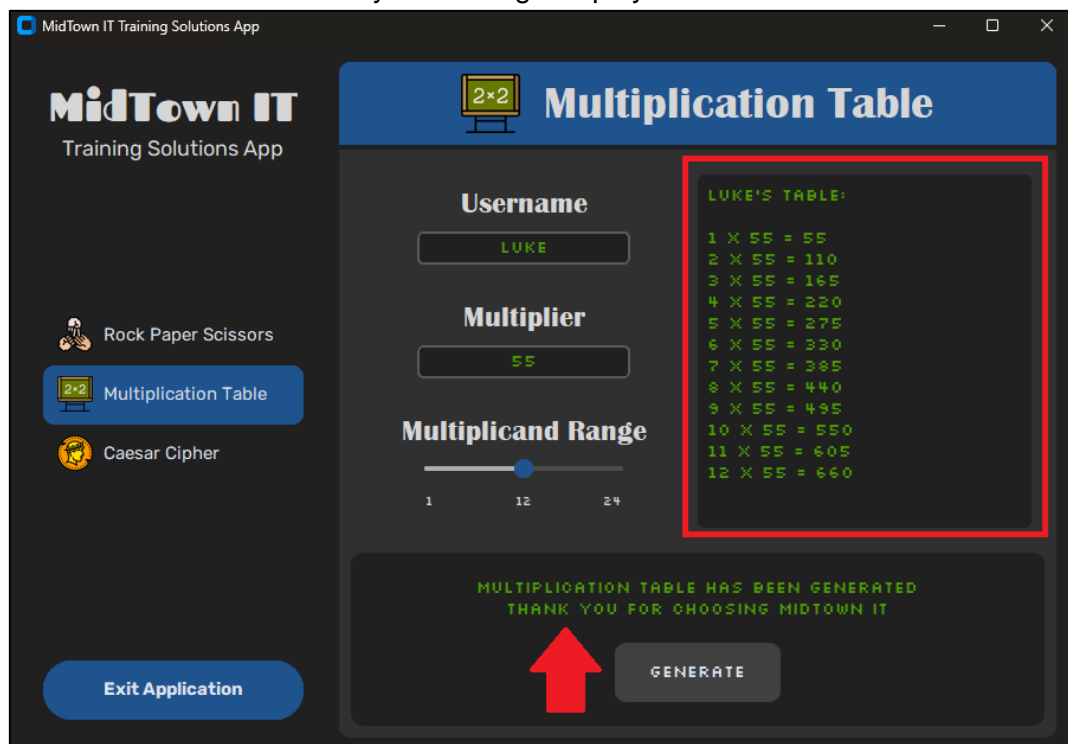 MidTown IT Training Solutions App
MidTown IT
Training Solutions App
Rock Paper Scissors
2×2
Multiplication Table
Caesar Cipher
Exit Application
2×2
Multiplication Table
Username
LUKE
Multiplier
55
Multiplicand Range
1 12 24
LUKE'S TABLE:
1 X 55 = 55
2 X 55 = 110
3 X 55 = 165
4 X 55 = 220
5 X 55 = 275
6 X 55 = 330
7 X 55 = 385
8 X 55 = 440
9 X 55 = 495
10 X 55 = 550
11 X 55 = 605
12 X 55 = 660
MULTIPLICATION TABLE HAS BEEN GENERATED
THANK YOU FOR CHOOSING MIDTOWN IT
GENERATE